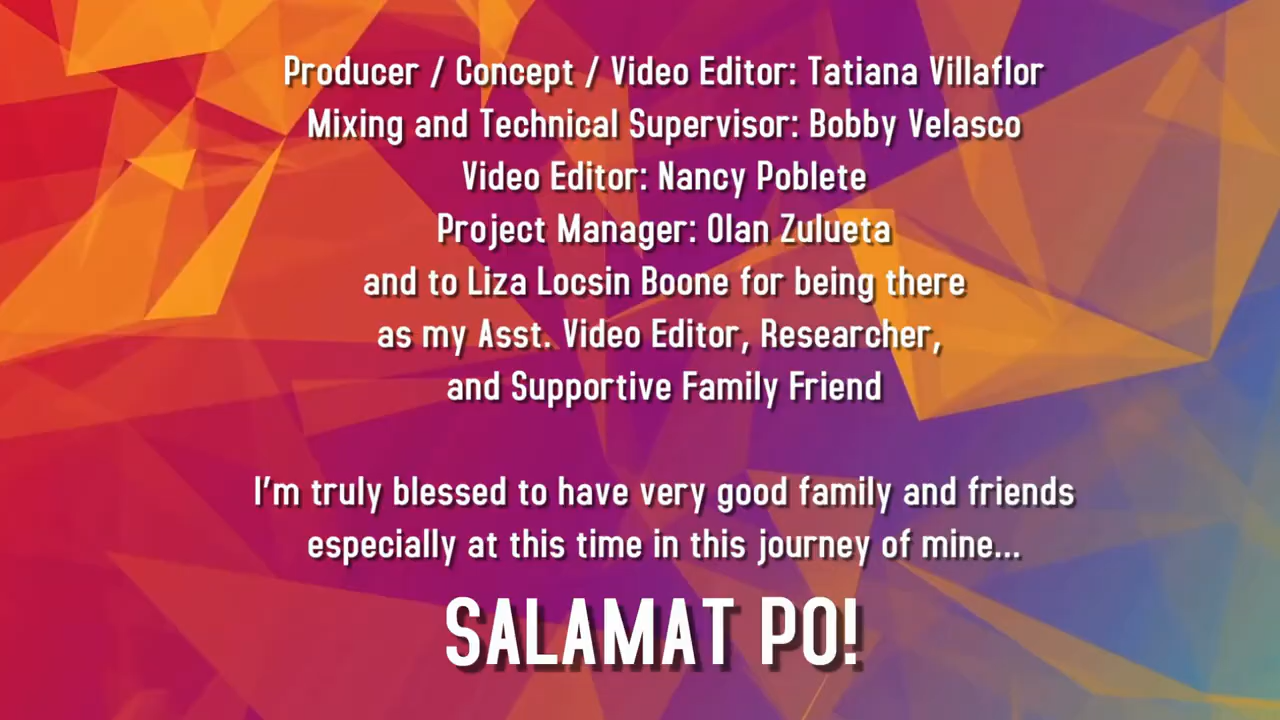 Producer / Concept / Video Editor: Tatiana Villaflor
Mixing and Technical Supervisor: Bobby Velasco
Video Editor: Nancy Poblete
Project Manager: Olan Zulueta
and to Liza Locsin Boone for being there
as my Asst. Video Editor, Researcher,
and Supportive Family Friend
I'm truly blessed to have very good family and friends
especially at this time in this journey of mine...
SALAMAT PO!